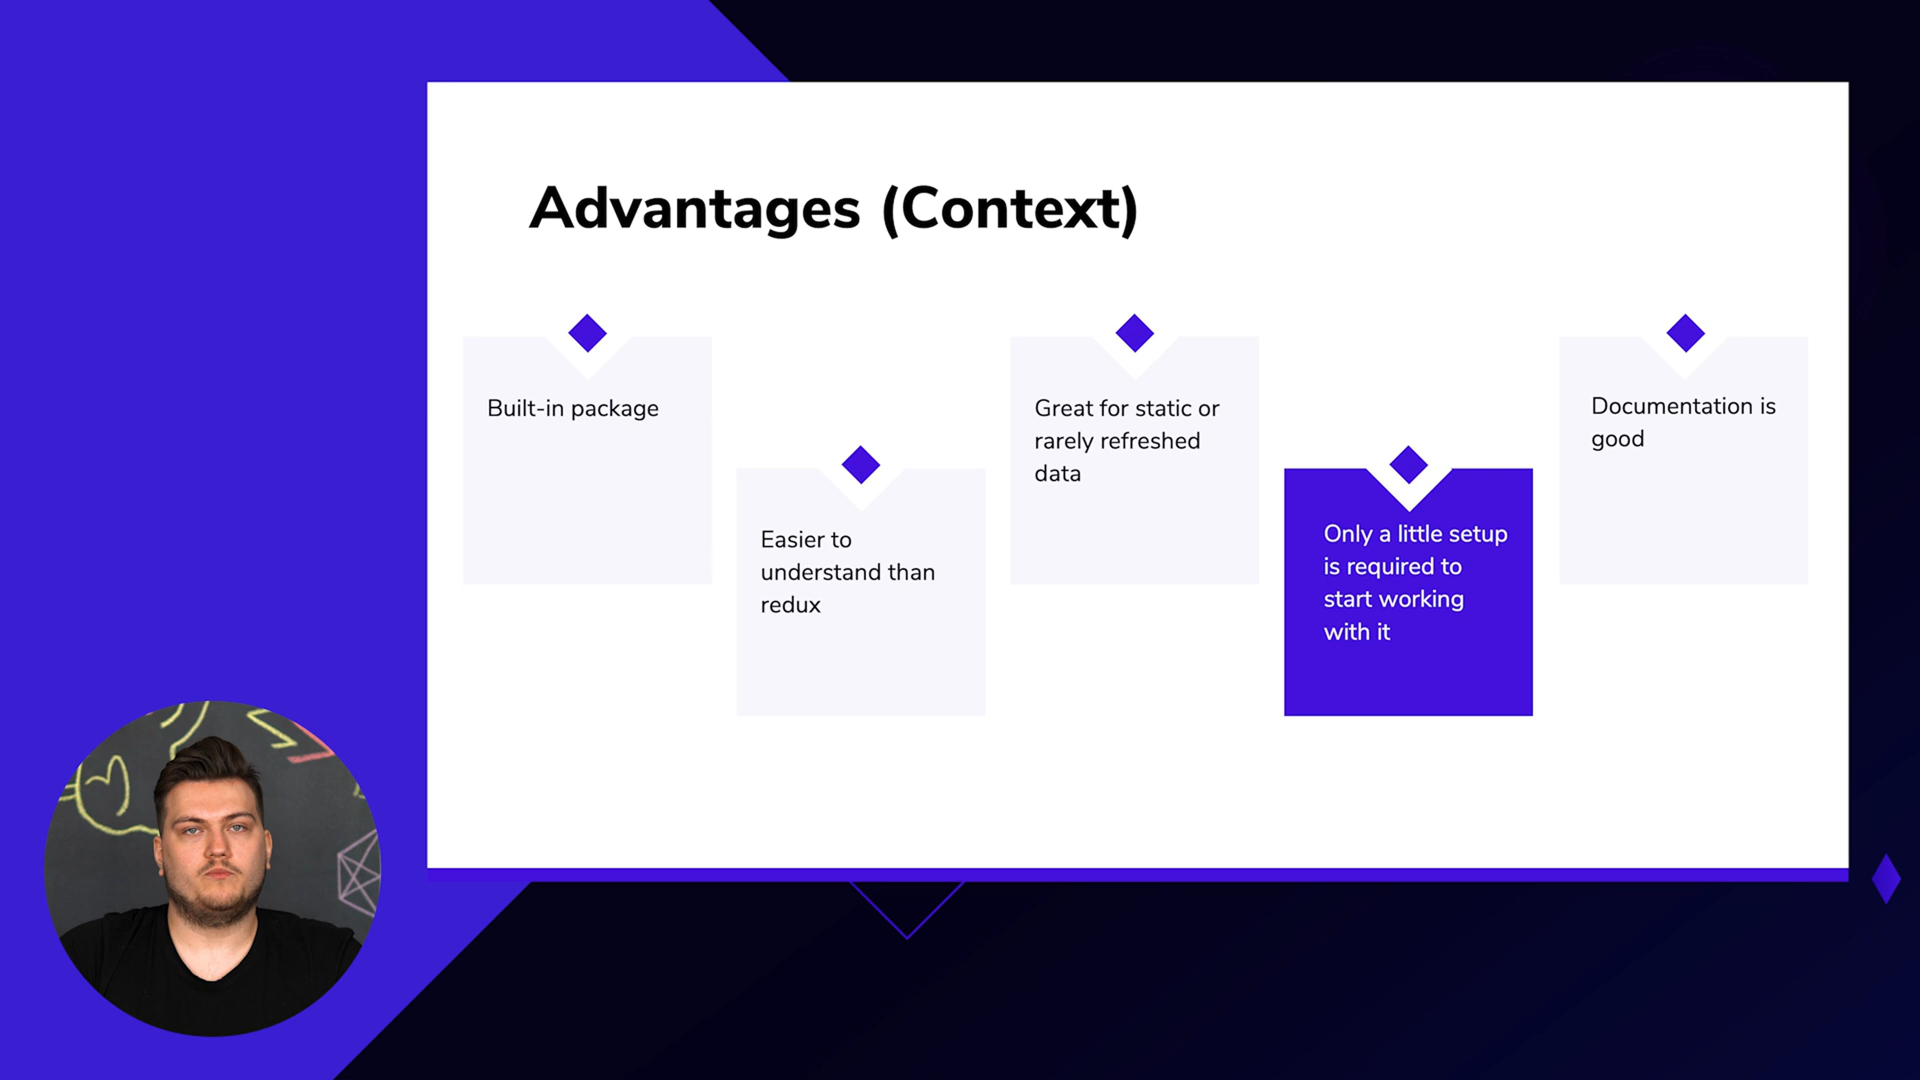 Advantages (Context)
Built-in package
Easier to
understand than
redux
Great for static or
rarely refreshed
data
Only a little setup
is required to
start working
with it
Documentation is
good